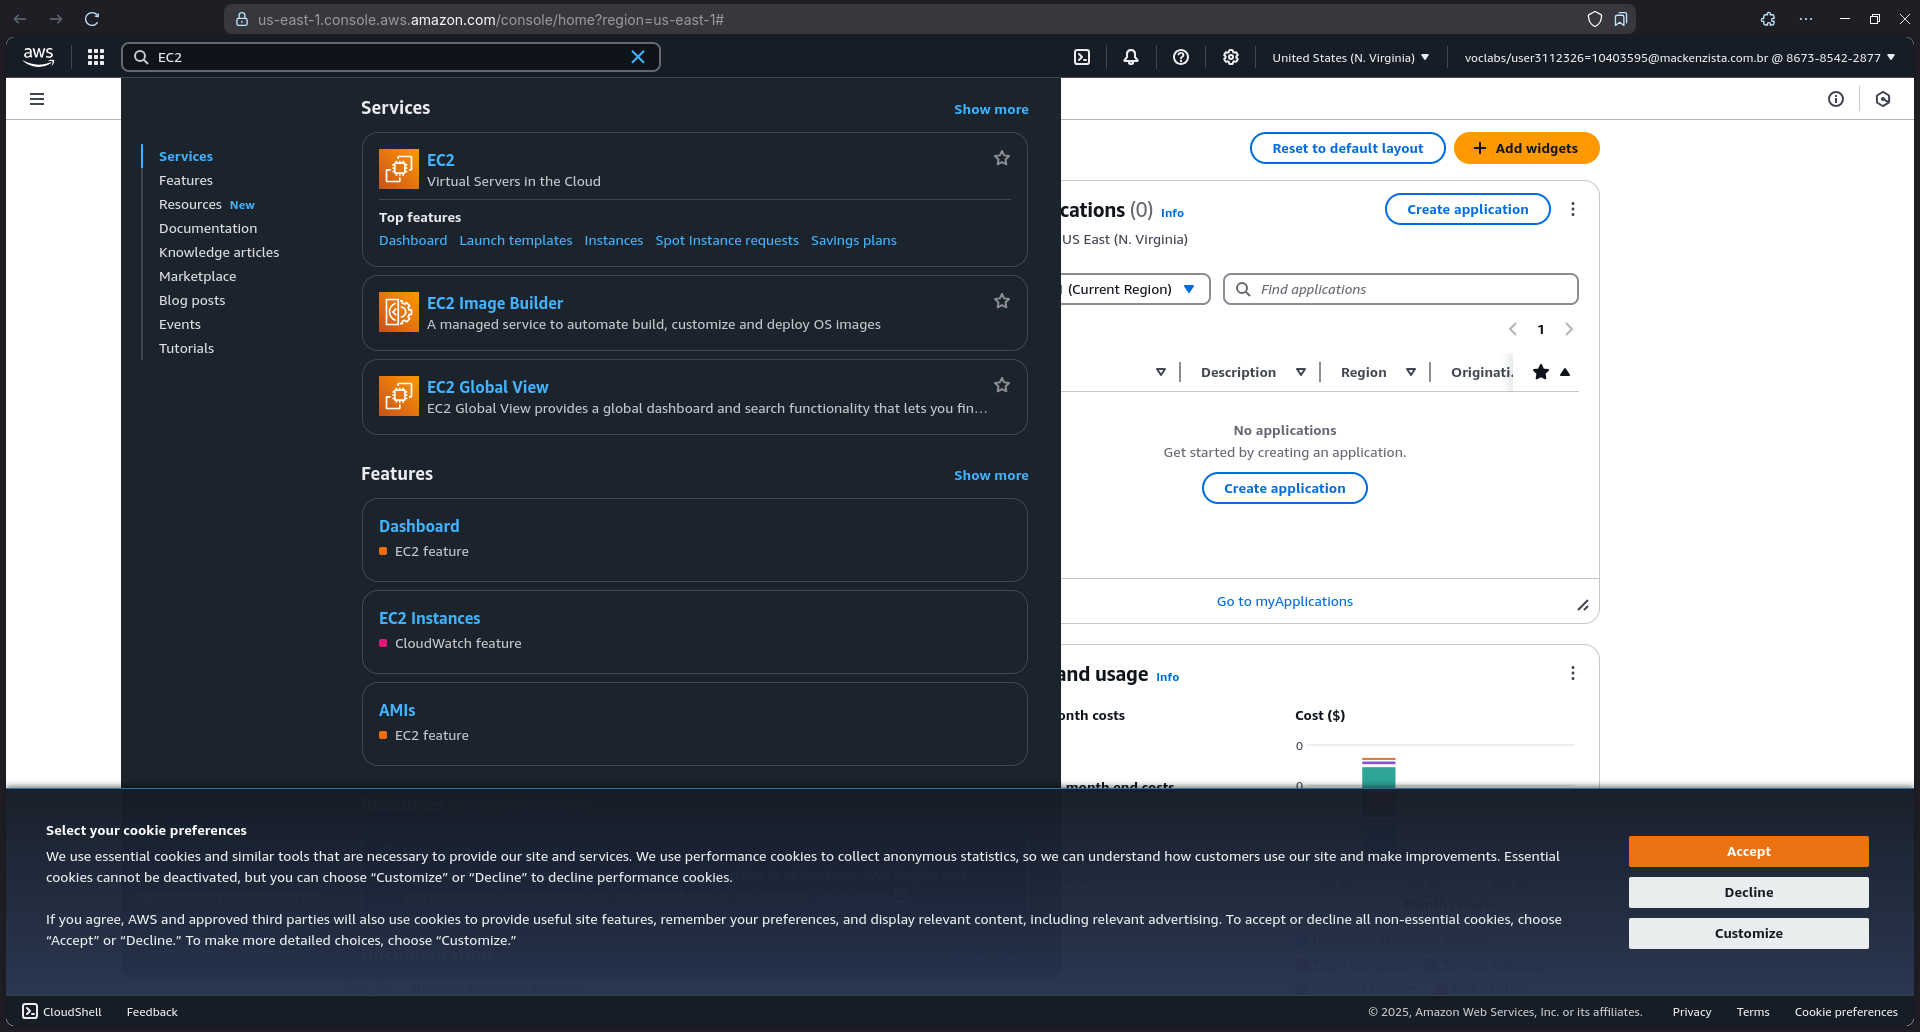 us-east-1.console.aws.amazon.com/console/home?region=us-east-1#
aws
EC2
United States (N. Virginia)
voclabs/user3112326=10403595@mackenzista.com.br @ 8673-8542-2877
Services
Features
Resources New
Documentation
Knowledge articles
Marketplace
Blog posts
Events
Tutorials
Services
Show more
EC2
Virtual Servers in the Cloud
Top features
Dashboard Launch templates Instances Spot Instance requests Savings plans
EC2 Image Builder
A managed service to automate build, customize and deploy OS images
EC2 Global View
EC2 Global View provides a global dashboard and search functionality that lets you fin...
Features
Show more
Dashboard
EC2 feature
EC2 Instances
CloudWatch feature
AMIs
EC2 feature
Resources
Documentation
Reset to default layout
Add widgets
cations (0) Info
Create application
US East (N. Virginia)
(Current Region)
Find applications
1
Description Region Originati.
No applications
Get started by creating an application.
Create application
Go to myApplications
and usage Info
onth costs
Cost ($)
0
0
month end costs
Select your cookie preferences
We use essential cookies and similar tools that are necessary to provide our site and services. We use performance cookies to collect anonymous statistics, so we can understand how customers use our site and make improvements. Essential
cookies cannot be deactivated, but you can choose “Customize” or “Decline” to decline performance cookies.
If you agree, AWS and approved third parties will also use cookies to provide useful site features, remember your preferences, and display relevant content, including relevant advertising. To accept or decline all non-essential cookies, choose
“Accept” or “Decline.” To make more detailed choices, choose “Customize.”
Accept
Decline
Customize
CloudShell
Feedback
© 2025, Amazon Web Services, Inc. or its affiliates.
Privacy
Terms
Cookie preferences